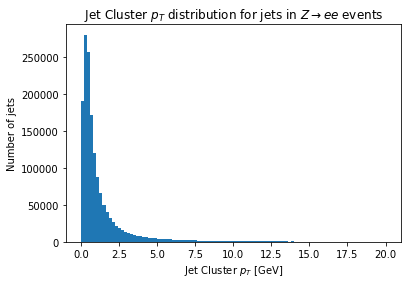 Jet Cluster $p_T$ distribution for jets in $Z \rightarrow ee$ events
250000
200000
150000
100000
50000
0
Number of jets
0.0 2.5 5.0 7.5 10.0 12.5 15.0 17.5 20.0
Jet Cluster $p_T$ [GeV]